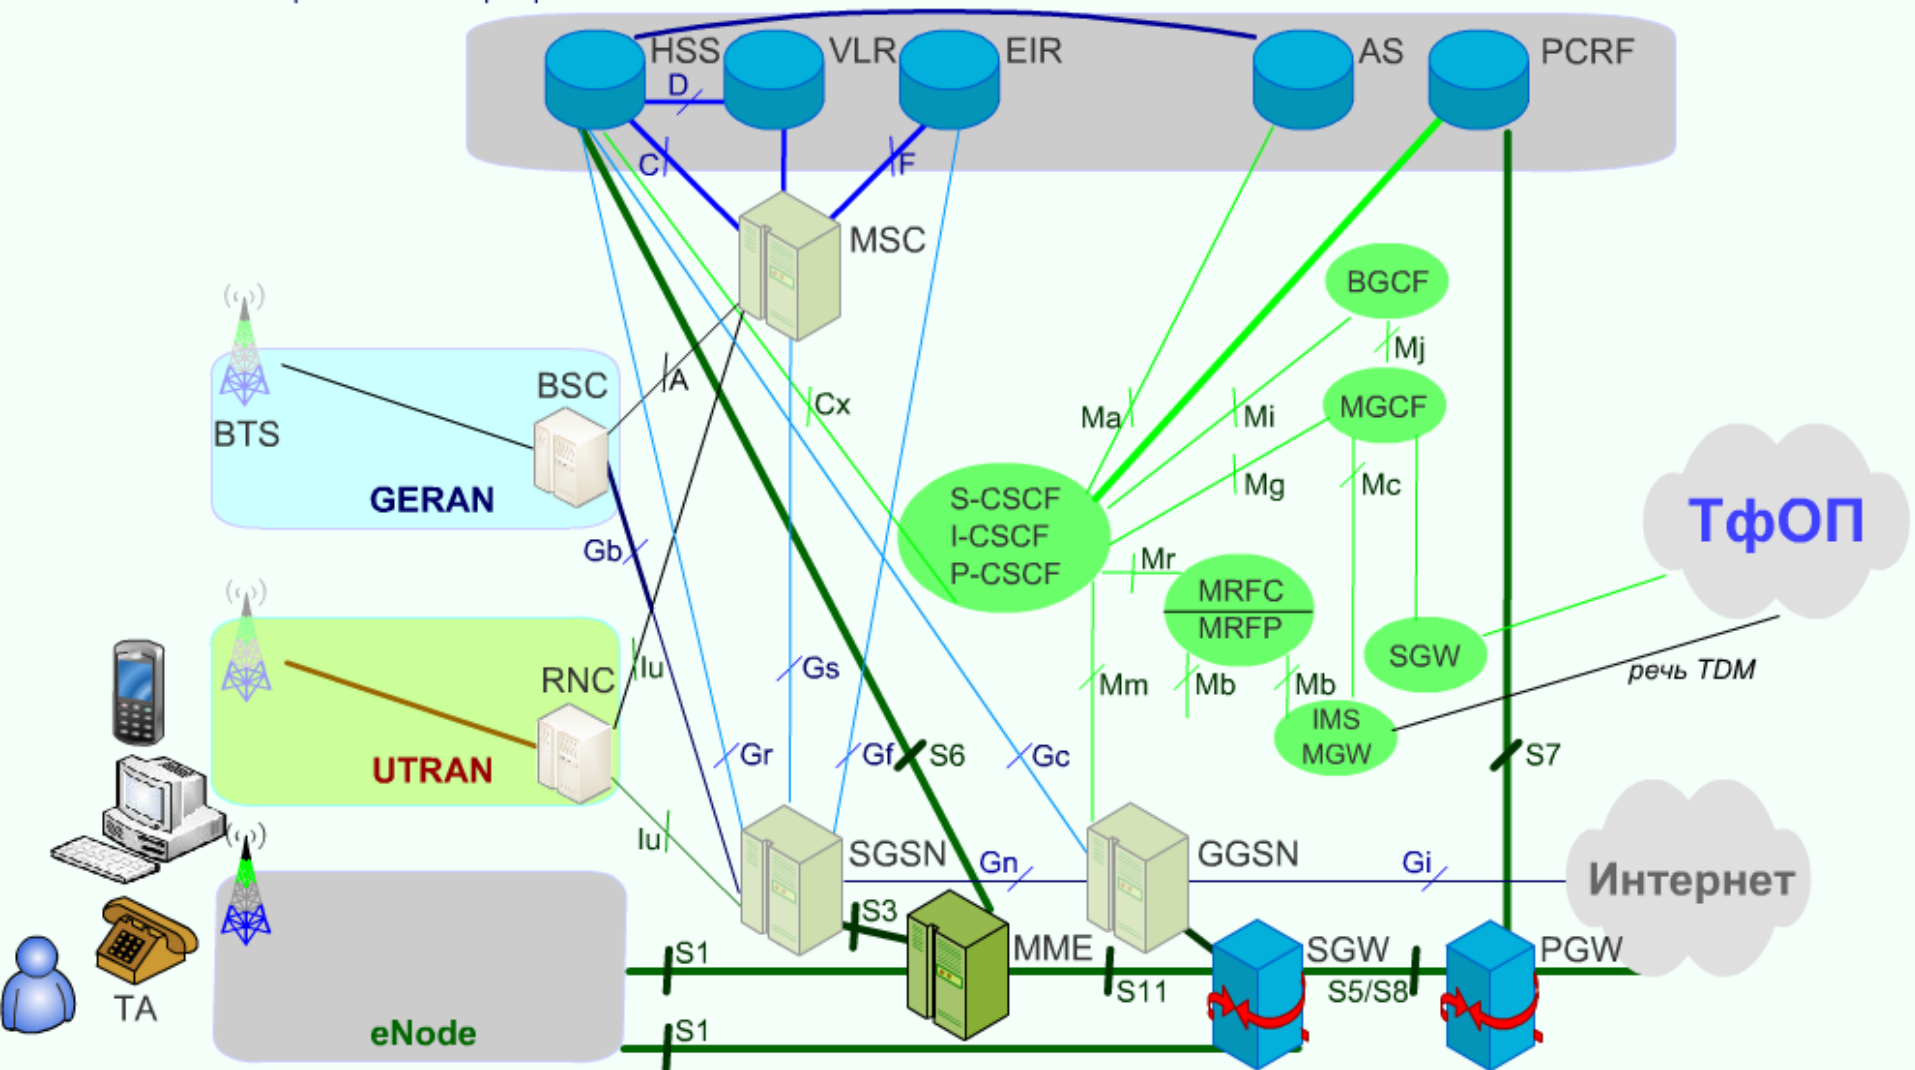 HSS
VLR
EIR
AS
PCRF
D
C
F
MSC
BGCF
Mj
BSC
A
Cx
Ma
Mi
MGCF
BTS
GERAN
Mg
Mc
S-CSCF
I-CSCF
P-CSCF
ТфОП
Gb
Mr
MRFC
MRFP
SGW
речь TDM
RNC
Iu
Gs
Mm
Mb
Mb
IMS
MGW
UTRAN
Gr
Gf
S6
Gc
S7
Iu
SGSN
Gn
GGSN
Gi
Интернет
S3
S1
MME
S11
SGW
S5/S8
PGW
TA
eNode
S1